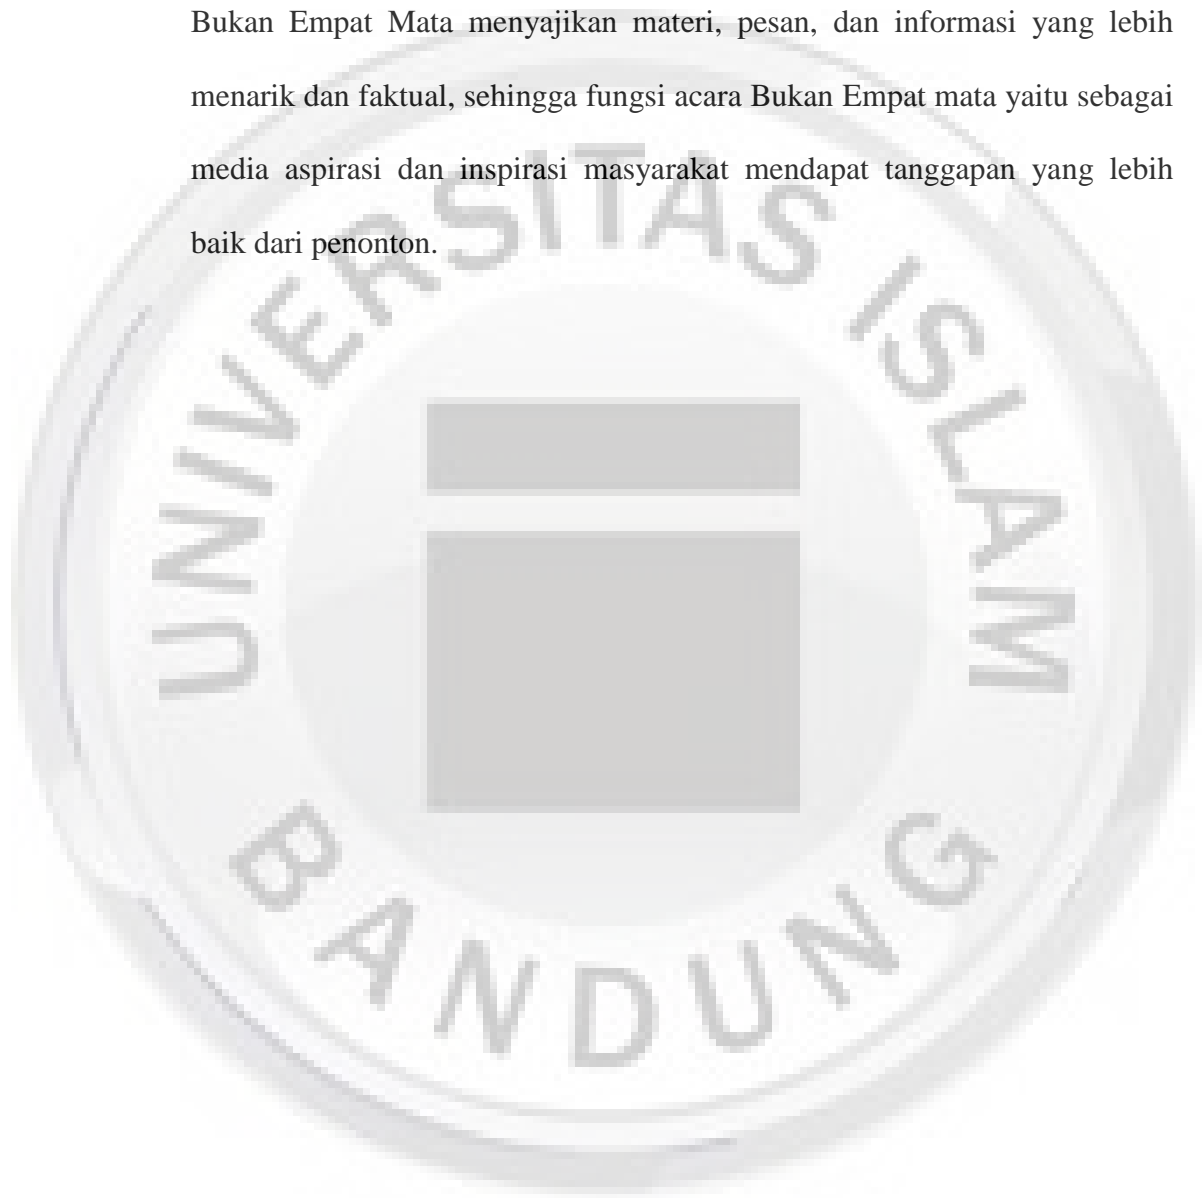 Bukan Empat Mata menyajikan materi, pesan, dan informasi yang lebih
menarik dan faktual, sehingga fungsi acara Bukan Empat mata yaitu sebagai
media aspirasi dan inspirasi masyarakat mendapat tanggapan yang lebih
baik dari penonton.
UNIVERSITAS ISLAM
BANDUNG